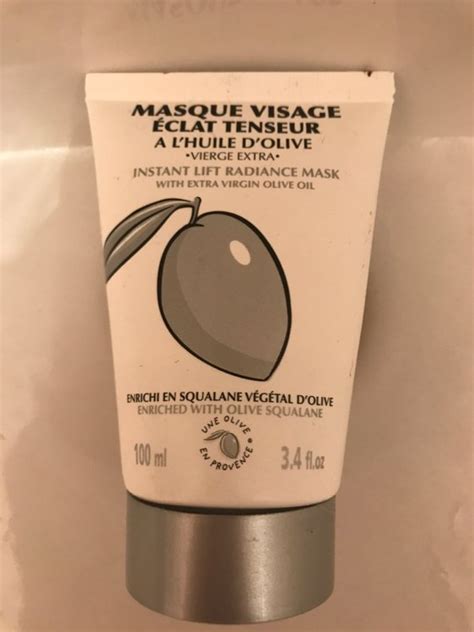 MASQUE VISAGE
ÉCLAT TENSEUR
A L'HUILE D'OLIVE
•VIERGE EXTRA•
INSTANT LIFT RADIANCE MASK
WITH EXTRA VIRGIN OLIVE OIL
ENRICHI EN SQUALANE VÉGÉTAL D'OLIVE
ENRICHED WITH OLIVE SQUALANE
UNE OLIVE
EN PROVENCE
100 ml
3.4 fl.oz